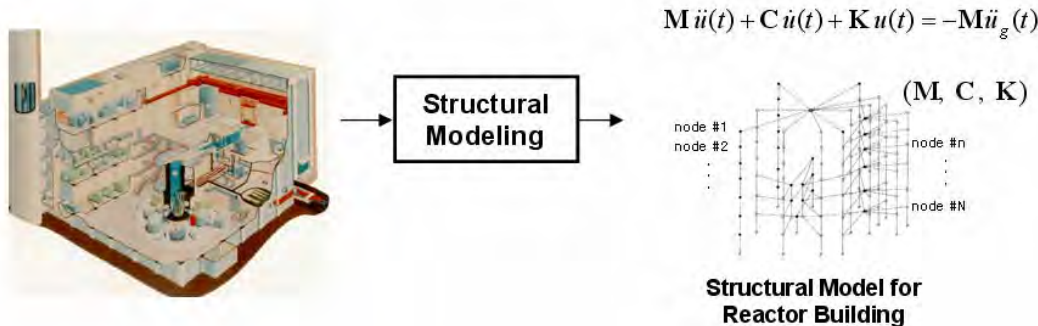 M ü(t) + C u̇(t) + K u(t) = −M ü_g(t)
Structural
Modeling
(M, C, K)
node #1
node #2
node #n
node #N
Structural Model for
Reactor Building